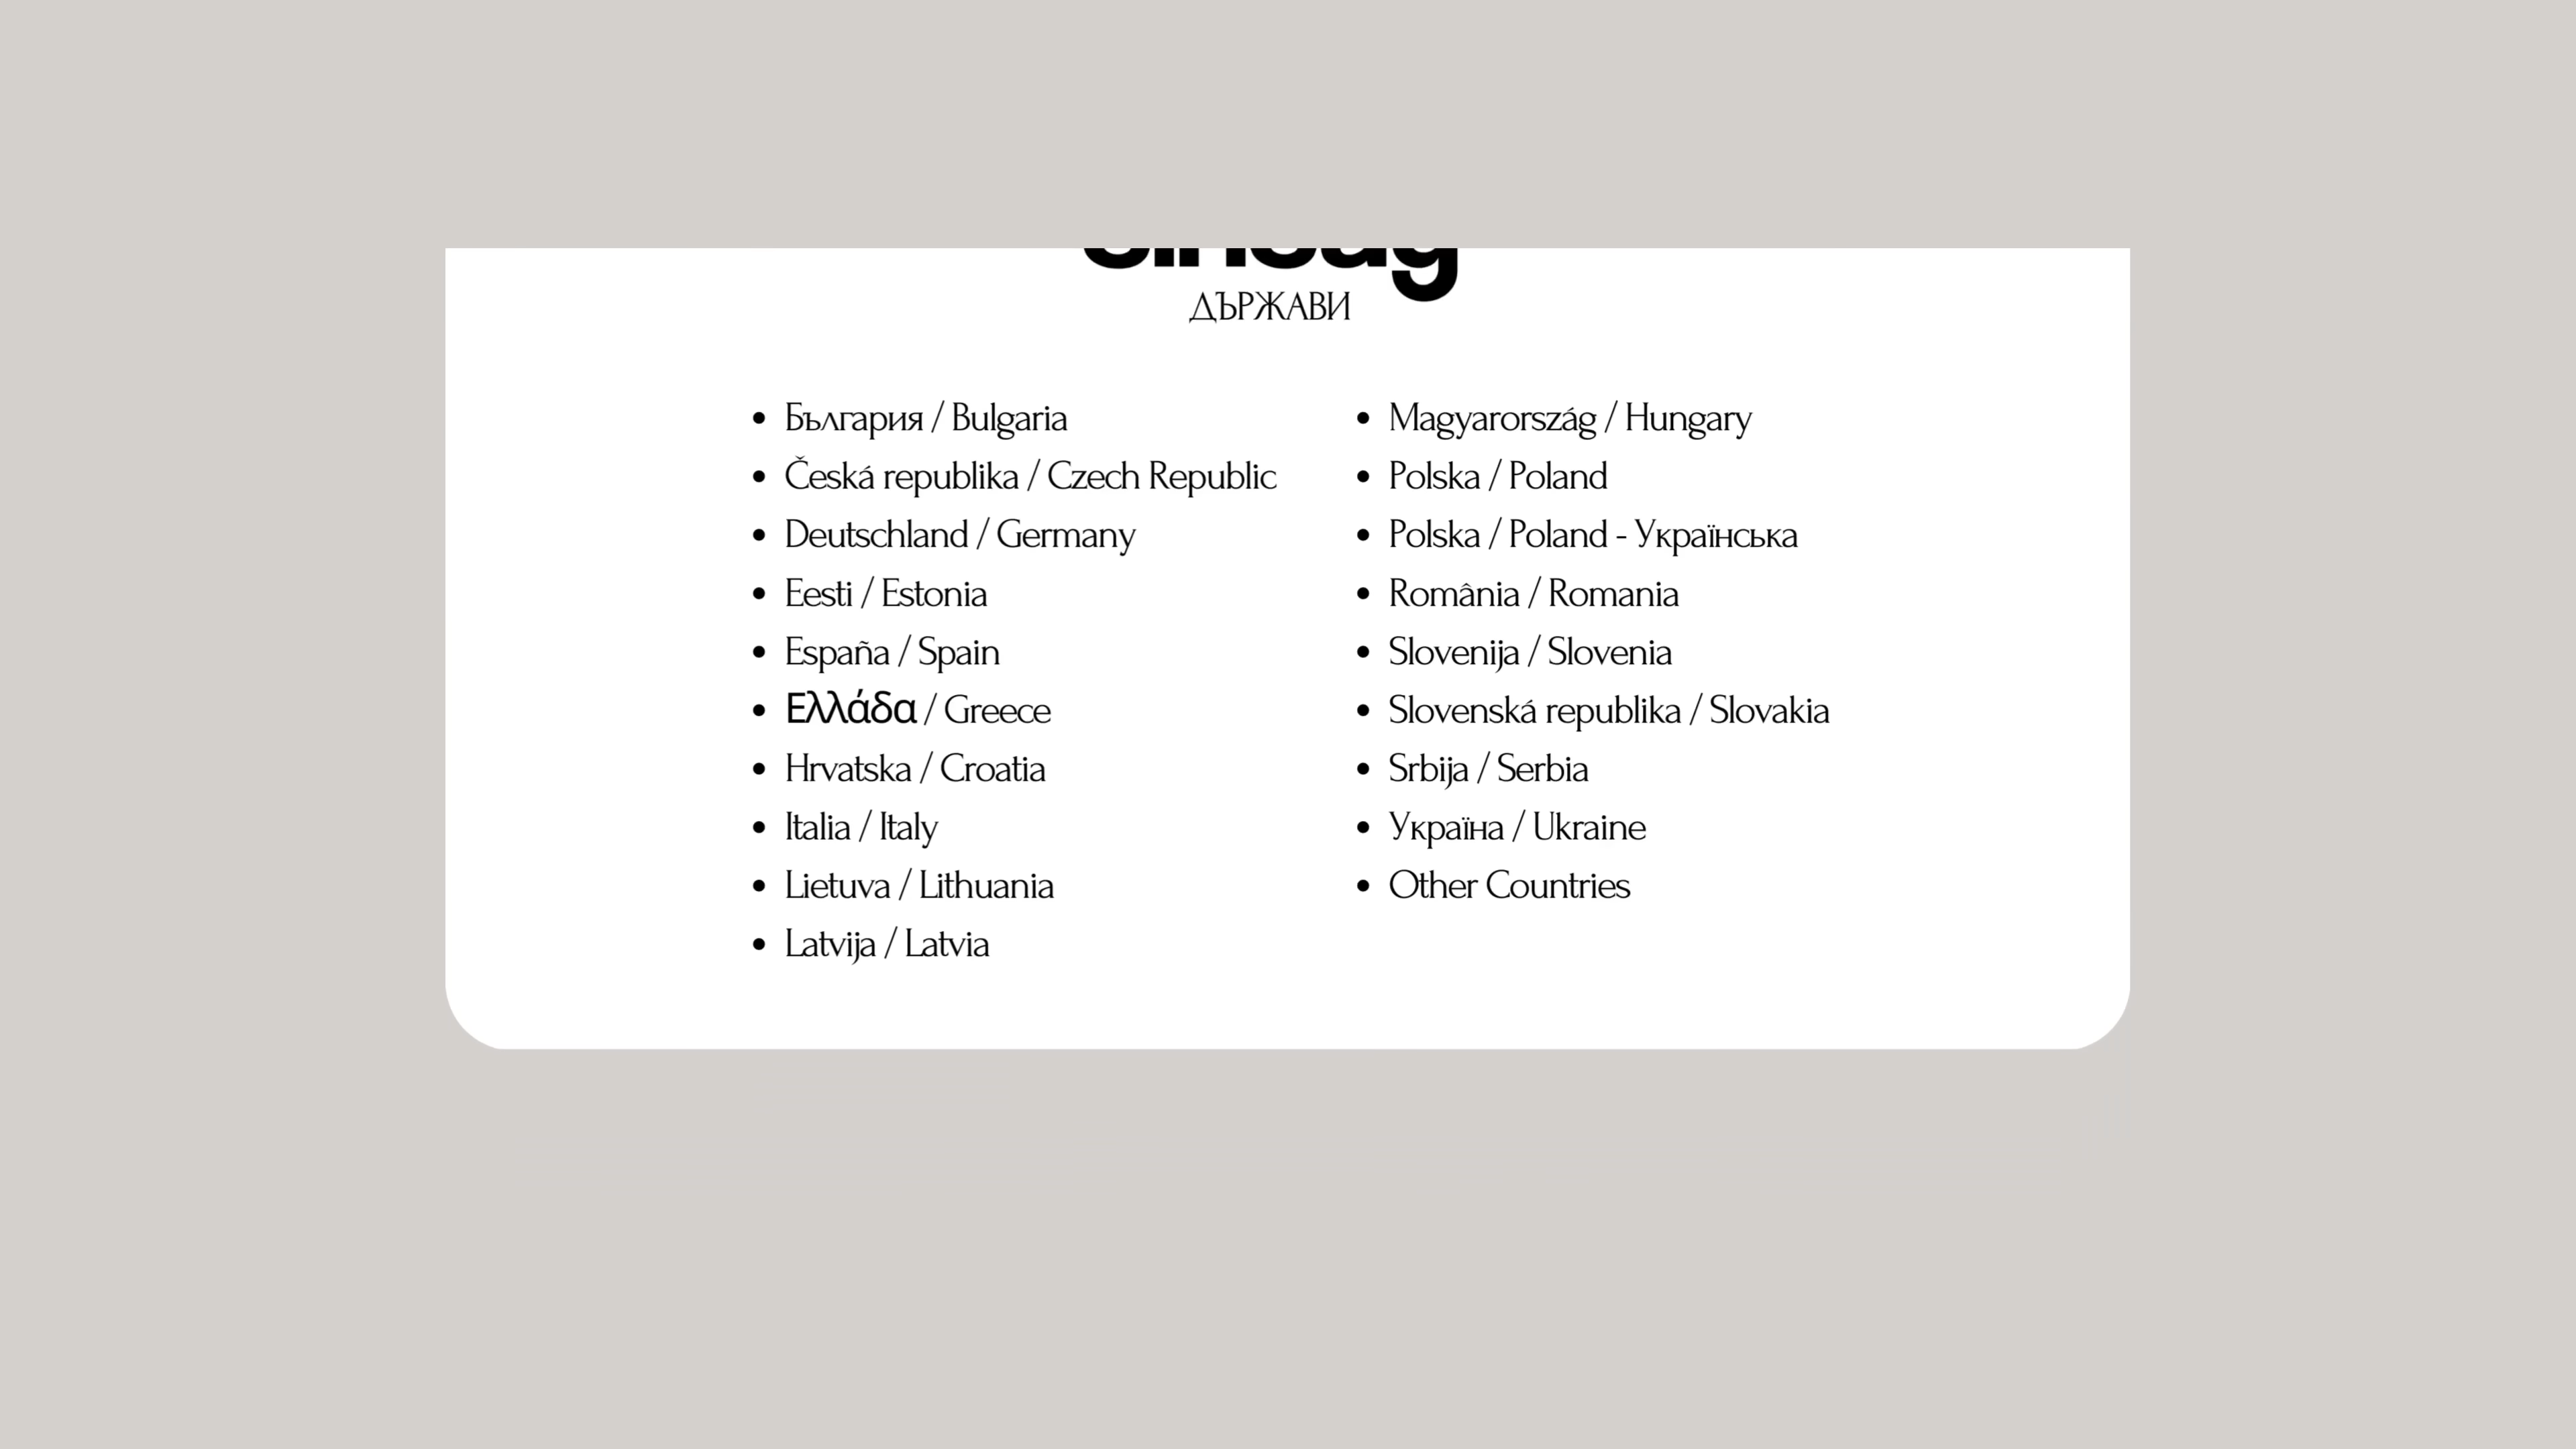 ДЪРЖАВИ
България / Bulgaria
Česká republika / Czech Republic
Deutschland / Germany
Eesti / Estonia
España / Spain
Ελλάδα / Greece
Hrvatska / Croatia
Italia / Italy
Lietuva / Lithuania
Latvija / Latvia
Magyarország / Hungary
Polska / Poland
Polska / Poland - Українська
România / Romania
Slovenija / Slovenia
Slovenská republika / Slovakia
Srbija / Serbia
Україна / Ukraine
Other Countries